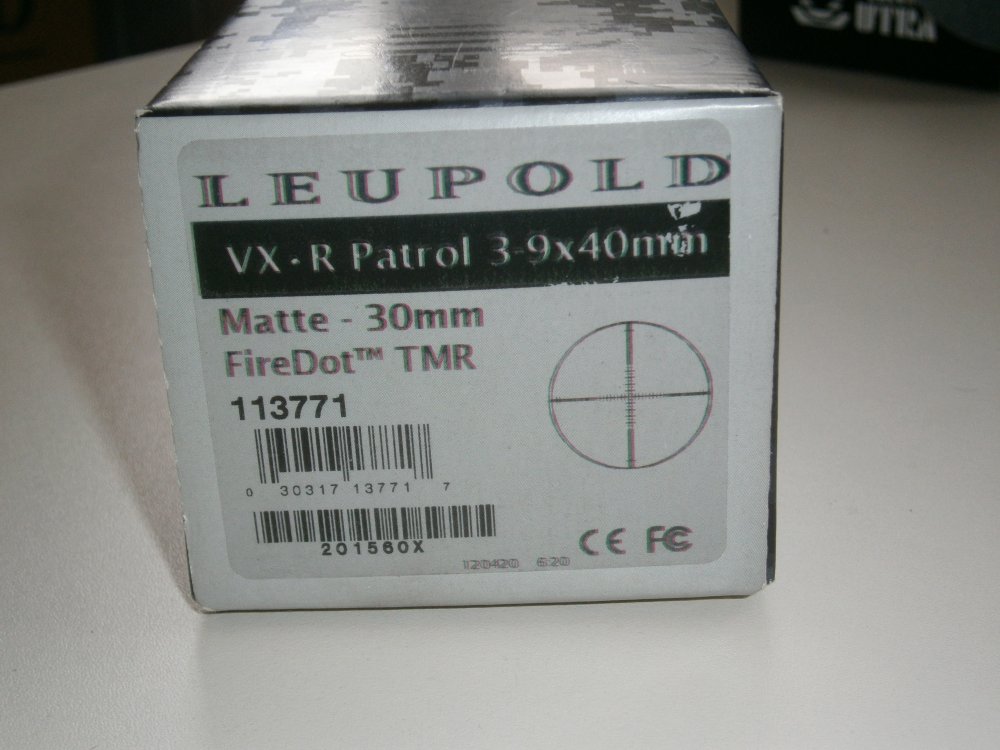 LEUPOLD
VX·R Patrol 3-9x40mm
Matte - 30mm
FireDot™ TMR
113771
0 30317 13771 7
201560X
120420 620
CE FC